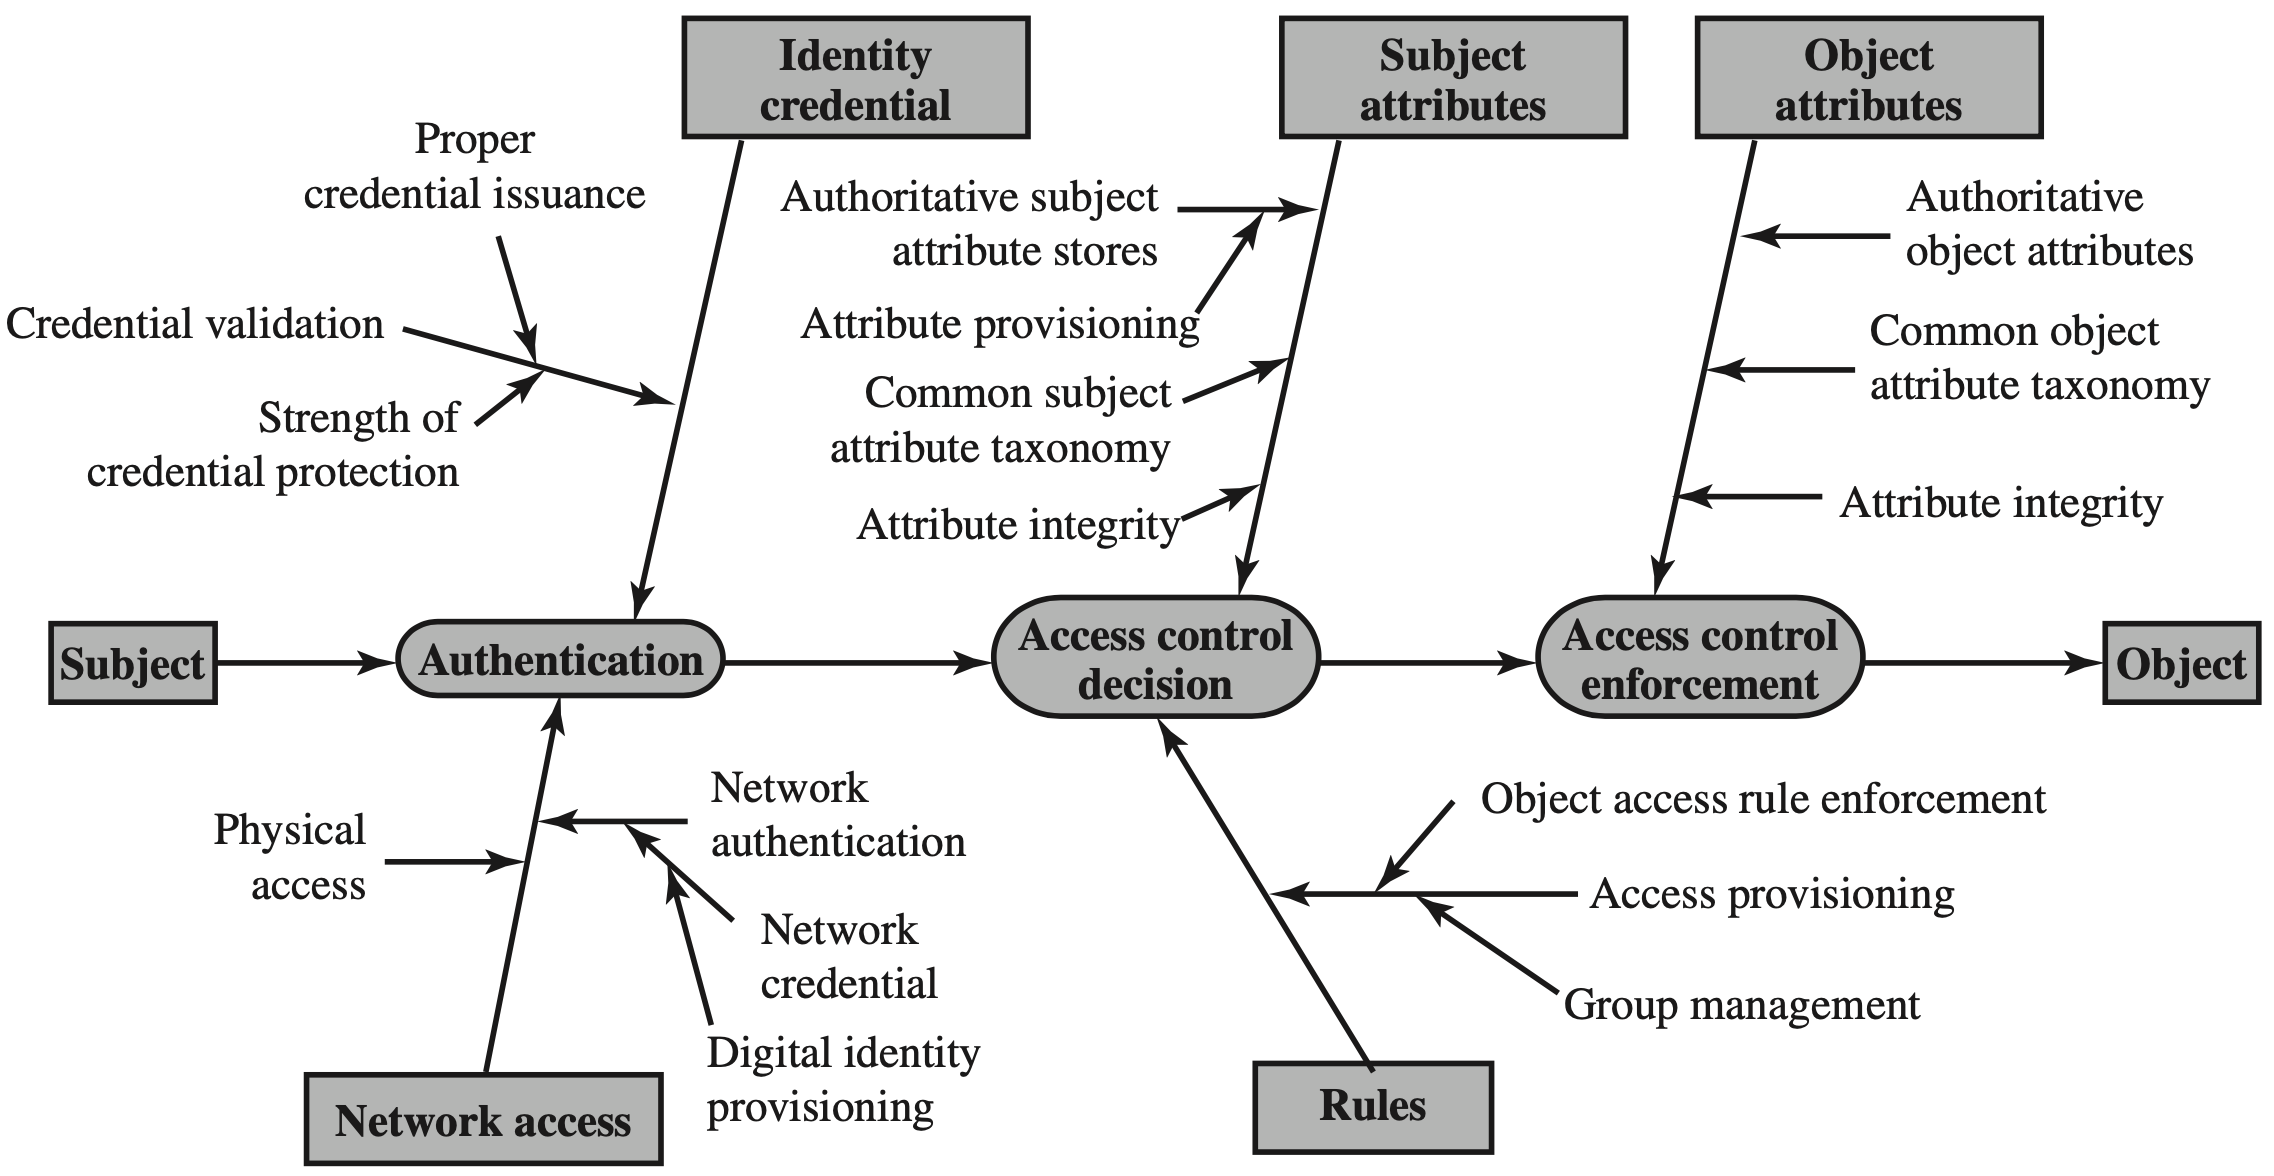 Identity
credential
Subject
attributes
Object
attributes
Proper
credential issuance
Credential validation
Strength of
credential protection
Authoritative subject
attribute stores
Attribute provisioning
Common subject
attribute taxonomy
Attribute integrity
Authoritative
object attributes
Common object
attribute taxonomy
Attribute integrity
Subject
Authentication
Access control
decision
Access control
enforcement
Object
Physical
access
Network
authentication
Network
credential
Digital identity
provisioning
Network access
Object access rule enforcement
Access provisioning
Group management
Rules